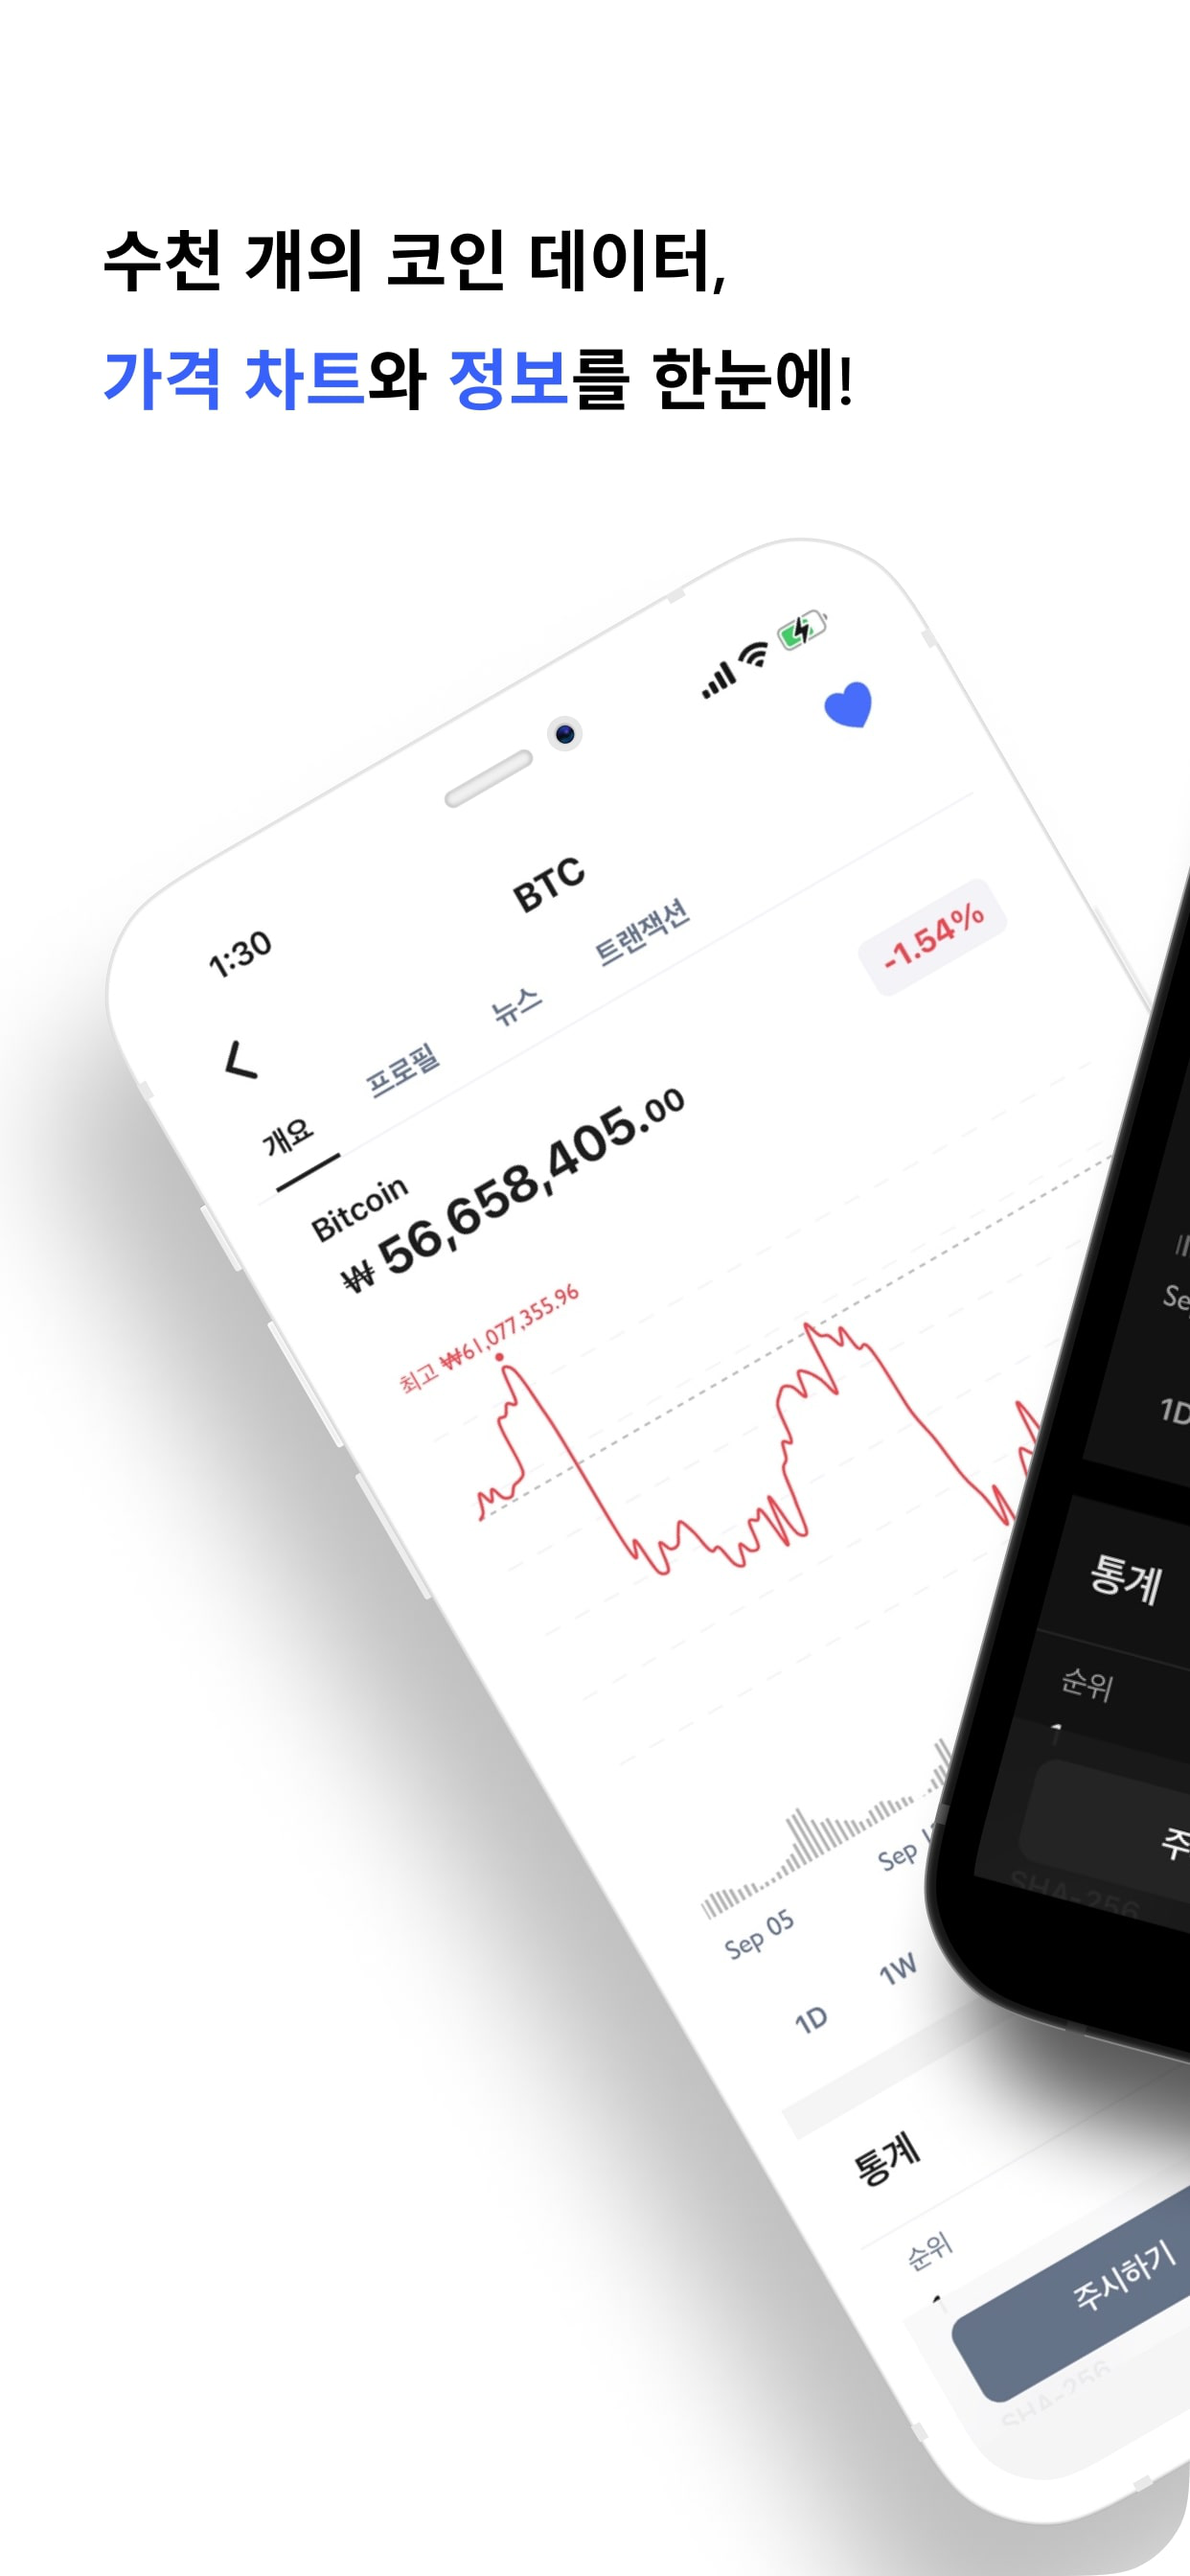 수천 개의 코인 데이터,
가격 차트와 정보를 한눈에!
1:30
BTC
개요 프로필 뉴스 트랜잭션
Bitcoin
₩ 56,658,405.00
-1.54%
최고 ₩61,077,355.96
Sep 05
Sep
1D 1W
통계
순위
1
주시하기
SHA-256
1D
통계
순위
1
SHA-256